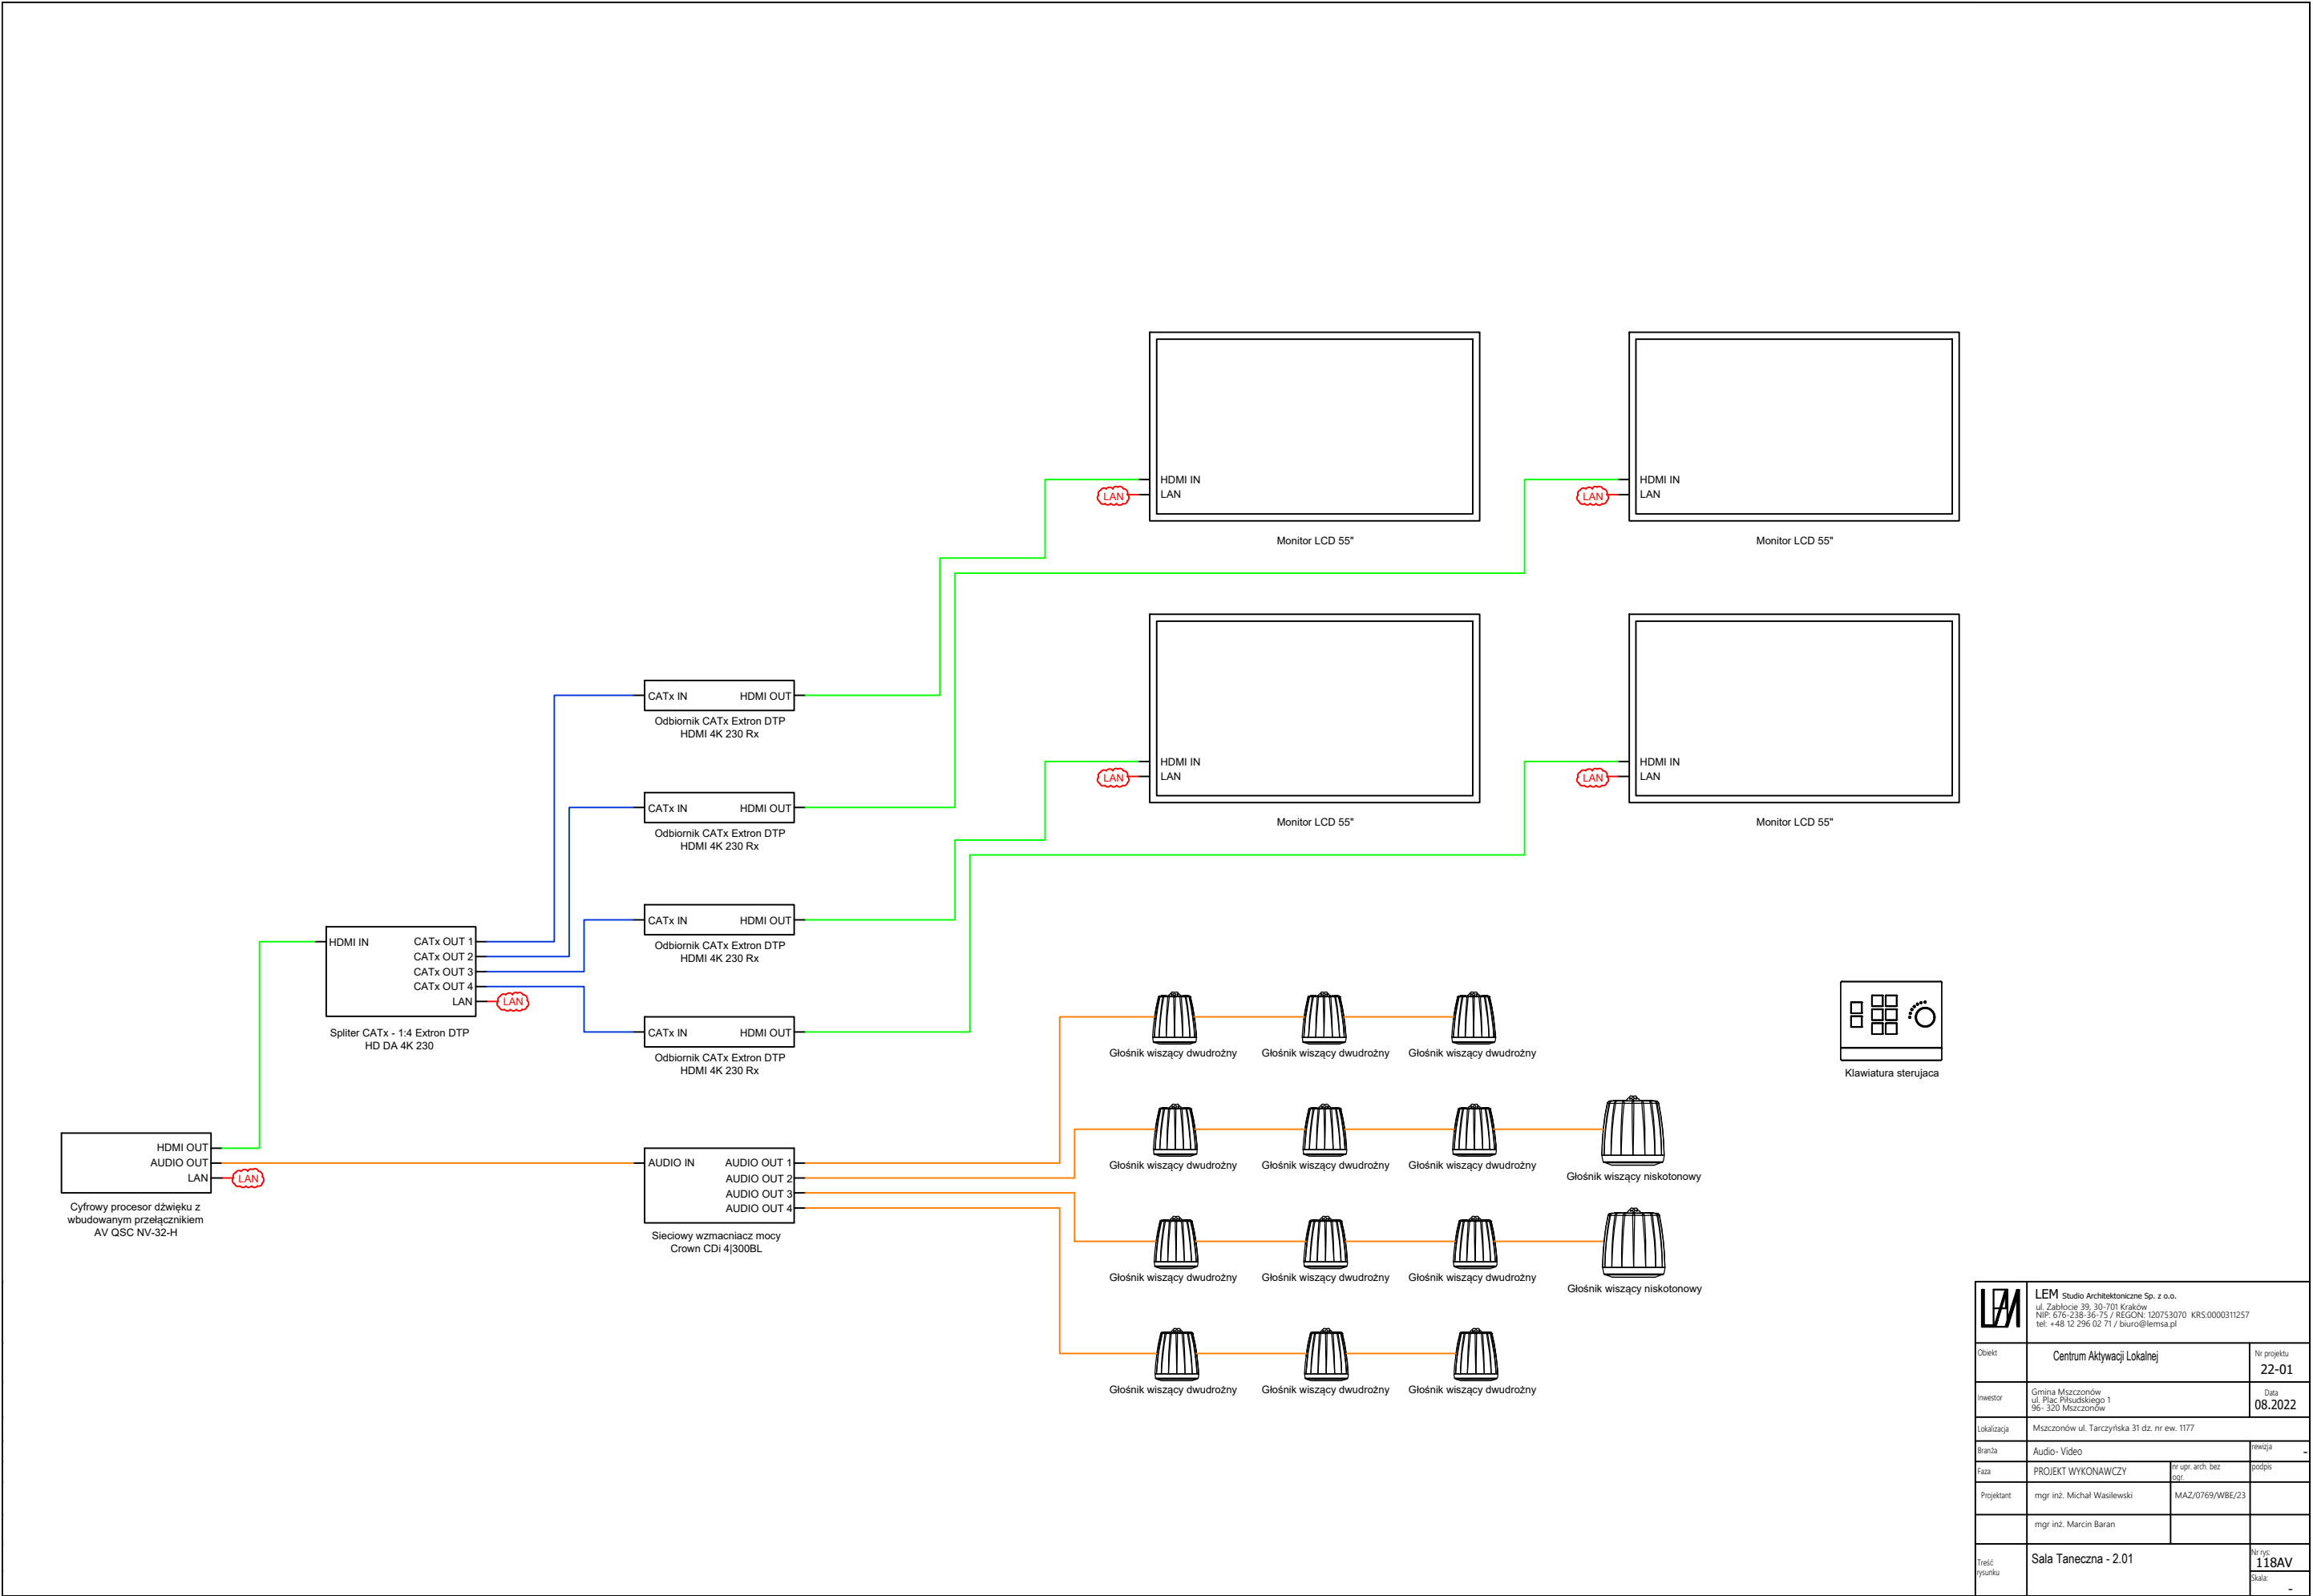 HDMI IN
LAN
LAN
Monitor LCD 55"
HDMI IN
LAN
LAN
Monitor LCD 55"
HDMI IN
LAN
LAN
Monitor LCD 55"
HDMI IN
LAN
LAN
Monitor LCD 55"
CATx IN HDMI OUT
Odbiornik CATx Extron DTP
HDMI 4K 230 Rx
CATx IN HDMI OUT
Odbiornik CATx Extron DTP
HDMI 4K 230 Rx
CATx IN HDMI OUT
Odbiornik CATx Extron DTP
HDMI 4K 230 Rx
CATx IN HDMI OUT
Odbiornik CATx Extron DTP
HDMI 4K 230 Rx
HDMI IN CATx OUT 1
CATx OUT 2
CATx OUT 3
CATx OUT 4
LAN LAN
Spliter CATx - 1:4 Extron DTP
HD DA 4K 230
HDMI OUT
AUDIO OUT
LAN LAN
Cyfrowy procesor dźwięku z
wbudowanym przełącznikiem
AV QSC NV-32-H
AUDIO IN AUDIO OUT 1
AUDIO OUT 2
AUDIO OUT 3
AUDIO OUT 4
Sieciowy wzmacniacz mocy
Crown CDi 4|300BL
Głośnik wiszący dwudrożny Głośnik wiszący dwudrożny Głośnik wiszący dwudrożny
Klawiatura sterujaca
Głośnik wiszący dwudrożny Głośnik wiszący dwudrożny Głośnik wiszący dwudrożny
Głośnik wiszący niskotonowy
Głośnik wiszący dwudrożny Głośnik wiszący dwudrożny Głośnik wiszący dwudrożny
Głośnik wiszący niskotonowy
Głośnik wiszący dwudrożny Głośnik wiszący dwudrożny Głośnik wiszący dwudrożny
LEM
LEM Studio Architektoniczne Sp. z o.o.
ul. Zabłocie 39, 30-701 Kraków
NIP: 676-238-36-75 / REGON: 120753070 KRS:0000311257
tel: +48 12 296 02 71 / biuro@lemsa.pl
Obiekt Centrum Aktywacji Lokalnej Nr projektu
22-01
Inwestor Gmina Mszczonów
ul. Plac Piłsudskiego 1
96- 320 Mszczonów
Data
08.2022
Lokalizacja Mszczonów ul. Tarczyńska 31 dz. nr ew. 1177
Branża Audio- Video rewizja -
Faza PROJEKT WYKONAWCZY nr upr. arch. bez
ogr.
podpis
Projektant mgr inż. Michał Wasilewski MAZ/0769/WBE/23
mgr inż. Marcin Baran
Treść
rysunku
Sala Taneczna - 2.01
Nr rys:
118AV
Skala:
-